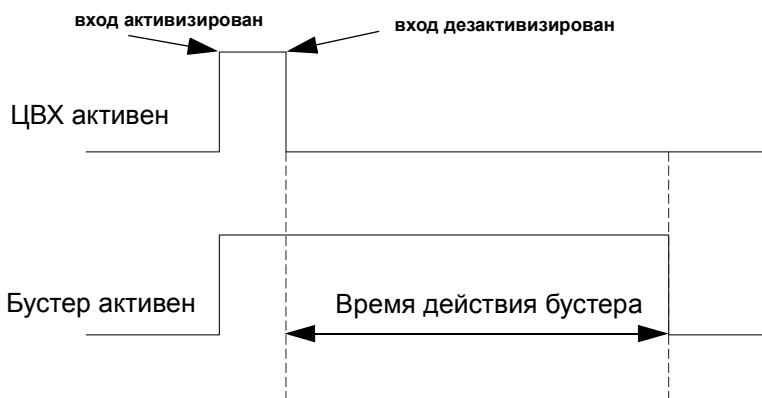 вход активизирован
вход дезактивизирован
ЦВХ активен
Бустер активен
Время действия бустера